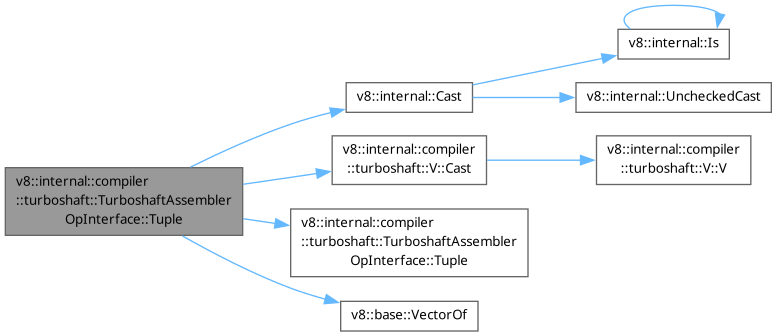 v8::internal::compiler
::turboshaft::TurboshaftAssembler
OpInterface::Tuple
v8::internal::Cast
v8::internal::Is
v8::internal::UncheckedCast
v8::internal::compiler
::turboshaft::V::Cast
v8::internal::compiler
::turboshaft::V::V
v8::internal::compiler
::turboshaft::TurboshaftAssembler
OpInterface::Tuple
v8::base::VectorOf